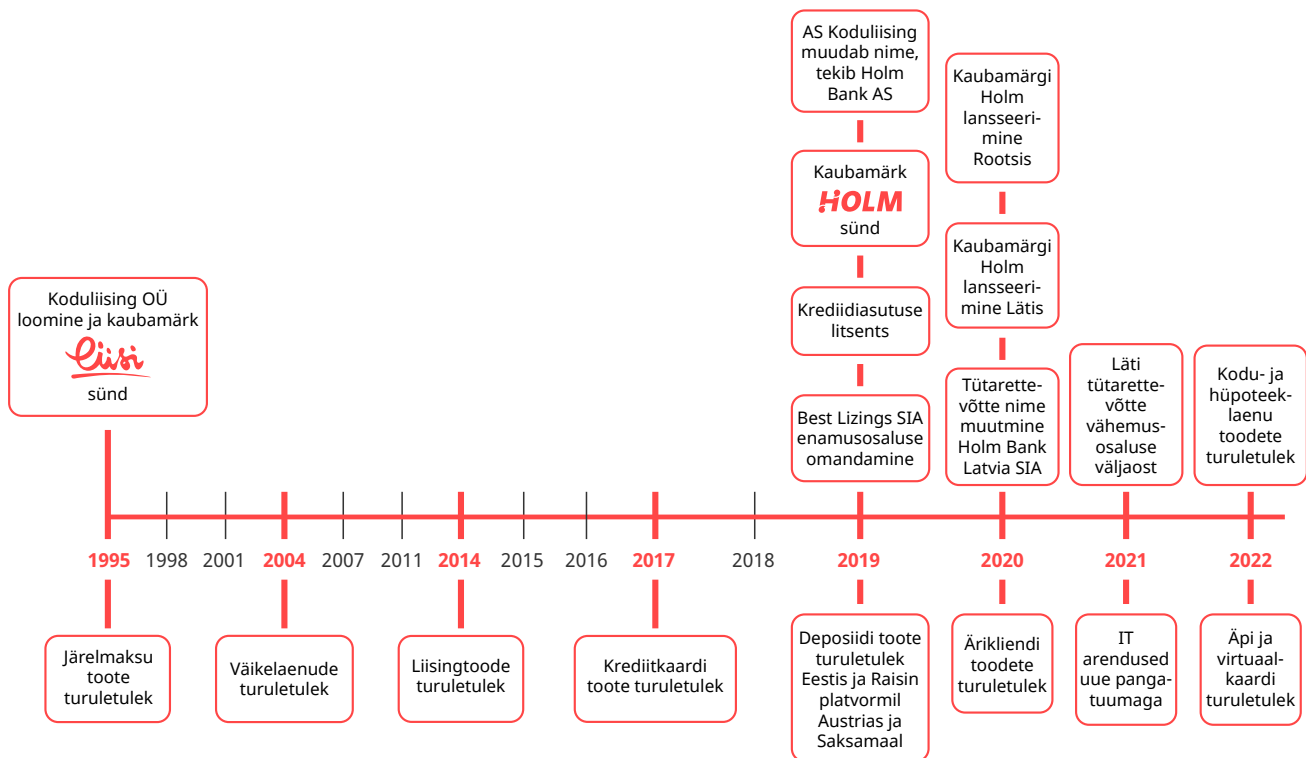 Koduliising OÜ
loomine ja kaubamärk
liisi
sünd
AS Koduliising
muudab nime,
tekib Holm
Bank AS
Kaubamärk
HOLM
sünd
Krediidiasutuse
litsents
Best Lizings SIA
enamusosaluse
omandamine
Kaubamärgi
Holm
lansseeri-
mine
Rootsis
Kaubamärgi
Holm
lansseeri-
mine Lätis
Tütarette-
võtte nime
muutmine
Holm Bank
Latvia SIA
Läti
tütarette-
võtte
vähemus-
osaluse
väljaost
Kodu- ja
hüpoteek-
laenu
toodete
turuletulek
1995 1998 2001 2004 2007 2011 2014 2015 2016 2017 2018 2019 2020 2021 2022
Järelmaksu
toote
turuletulek
Väikelaenude
turuletulek
Liisingtoode
turuletulek
Krediitkaardi
toote turuletulek
Deposiidi toote
turuletulek
Eestis ja Raisin
platvormil
Austrias ja
Saksamaal
Ärikliendi
toodete
turuletulek
IT
arendused
uue panga-
tuumaga
Äpi ja
virtuaal-
kaardi
turuletulek